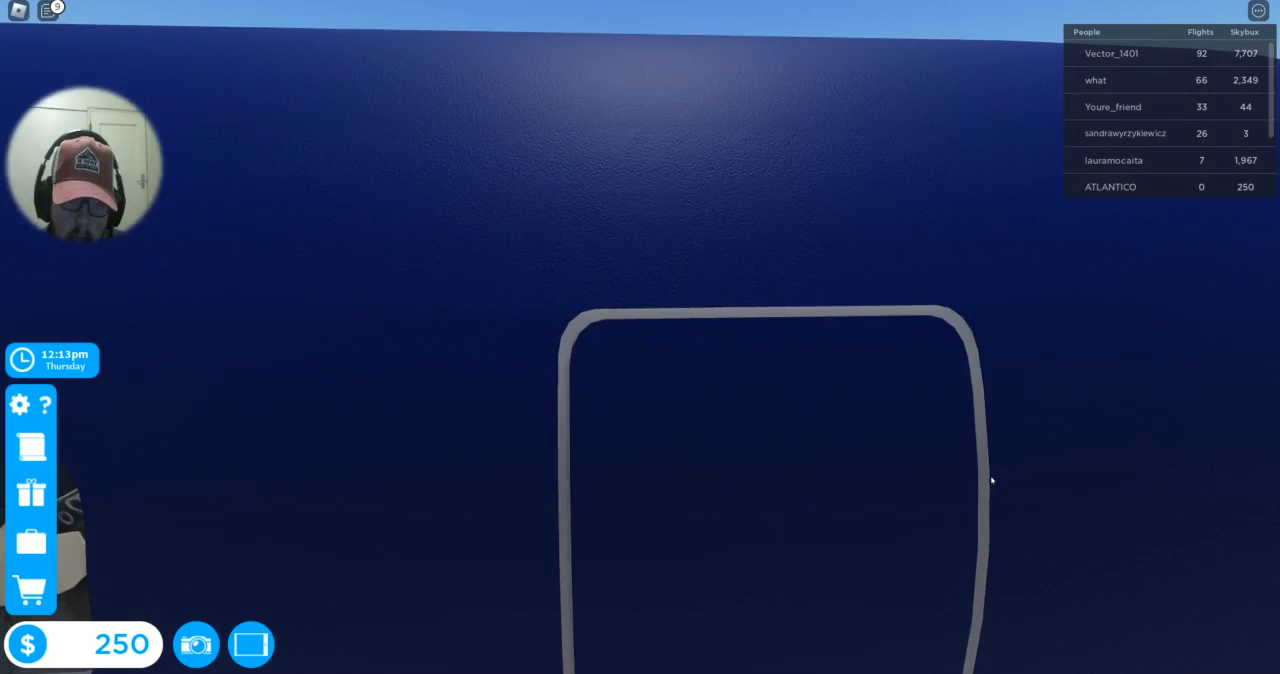 9
People Flights Skybux
Vector_1401 92 7,707
what 66 2,349
Youre_friend 33 44
sandrawyrzykiewicz 26 3
lauramocaita 7 1,967
ATLANTICO 0 250
12:13pm
Thursday
?
$ 250